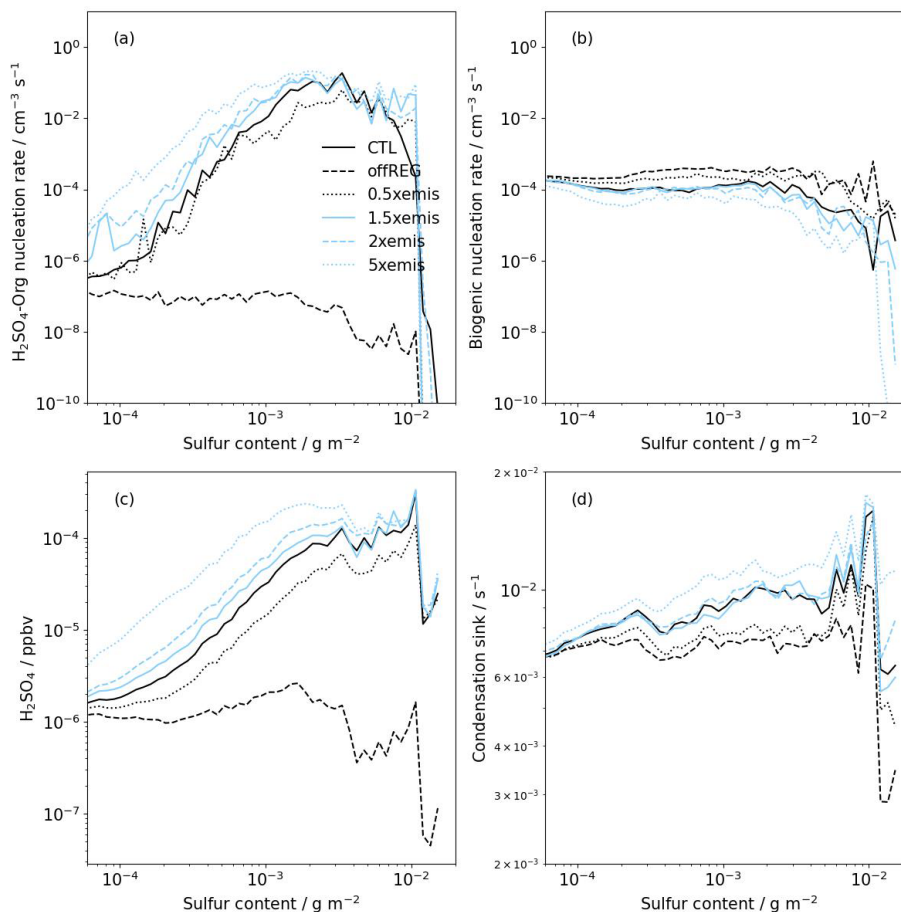 (a)
10⁰
10⁻²
10⁻⁴
10⁻⁶
10⁻⁸
10⁻¹⁰
H₂SO₄-Org nucleation rate / cm⁻³ s⁻¹
CTL
offREG
0.5xemis
1.5xemis
2xemis
5xemis
10⁻⁴ 10⁻³ 10⁻²
Sulfur content / g m⁻²
(b)
10⁰
10⁻²
10⁻⁴
10⁻⁶
10⁻⁸
10⁻¹⁰
Biogenic nucleation rate / cm⁻³ s⁻¹
10⁻⁴ 10⁻³ 10⁻²
Sulfur content / g m⁻²
(c)
10⁻⁴
10⁻⁵
10⁻⁶
10⁻⁷
H₂SO₄ / ppbv
10⁻⁴ 10⁻³ 10⁻²
Sulfur content / g m⁻²
(d)
2 × 10⁻²
10⁻²
6 × 10⁻³
4 × 10⁻³
3 × 10⁻³
2 × 10⁻³
Condensation sink / s⁻¹
10⁻⁴ 10⁻³ 10⁻²
Sulfur content / g m⁻²